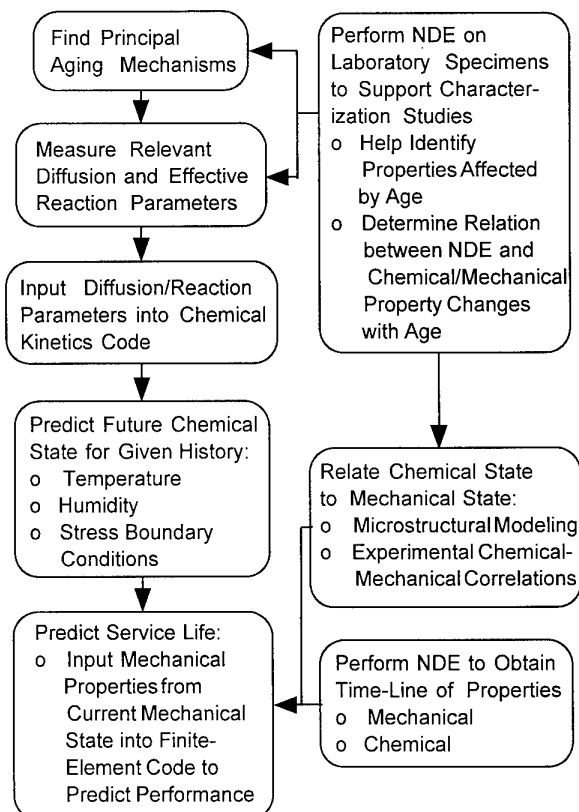 Find Principal
Aging Mechanisms
Measure Relevant
Diffusion and Effective
Reaction Parameters
Input Diffusion/Reaction
Parameters into Chemical
Kinetics Code
Predict Future Chemical
State for Given History:
o Temperature
o Humidity
o Stress Boundary
Conditions
Predict Service Life:
o Input Mechanical
Properties from
Current Mechanical
State into Finite-
Element Code to
Predict Performance
Perform NDE on
Laboratory Specimens
to Support Character-
ization Studies
o Help Identify
Properties Affected
by Age
o Determine Relation
between NDE and
Chemical/Mechanical
Property Changes
with Age
Relate Chemical State
to Mechanical State:
o Microstructural Modeling
o Experimental Chemical-
Mechanical Correlations
Perform NDE to Obtain
Time-Line of Properties
o Mechanical
o Chemical